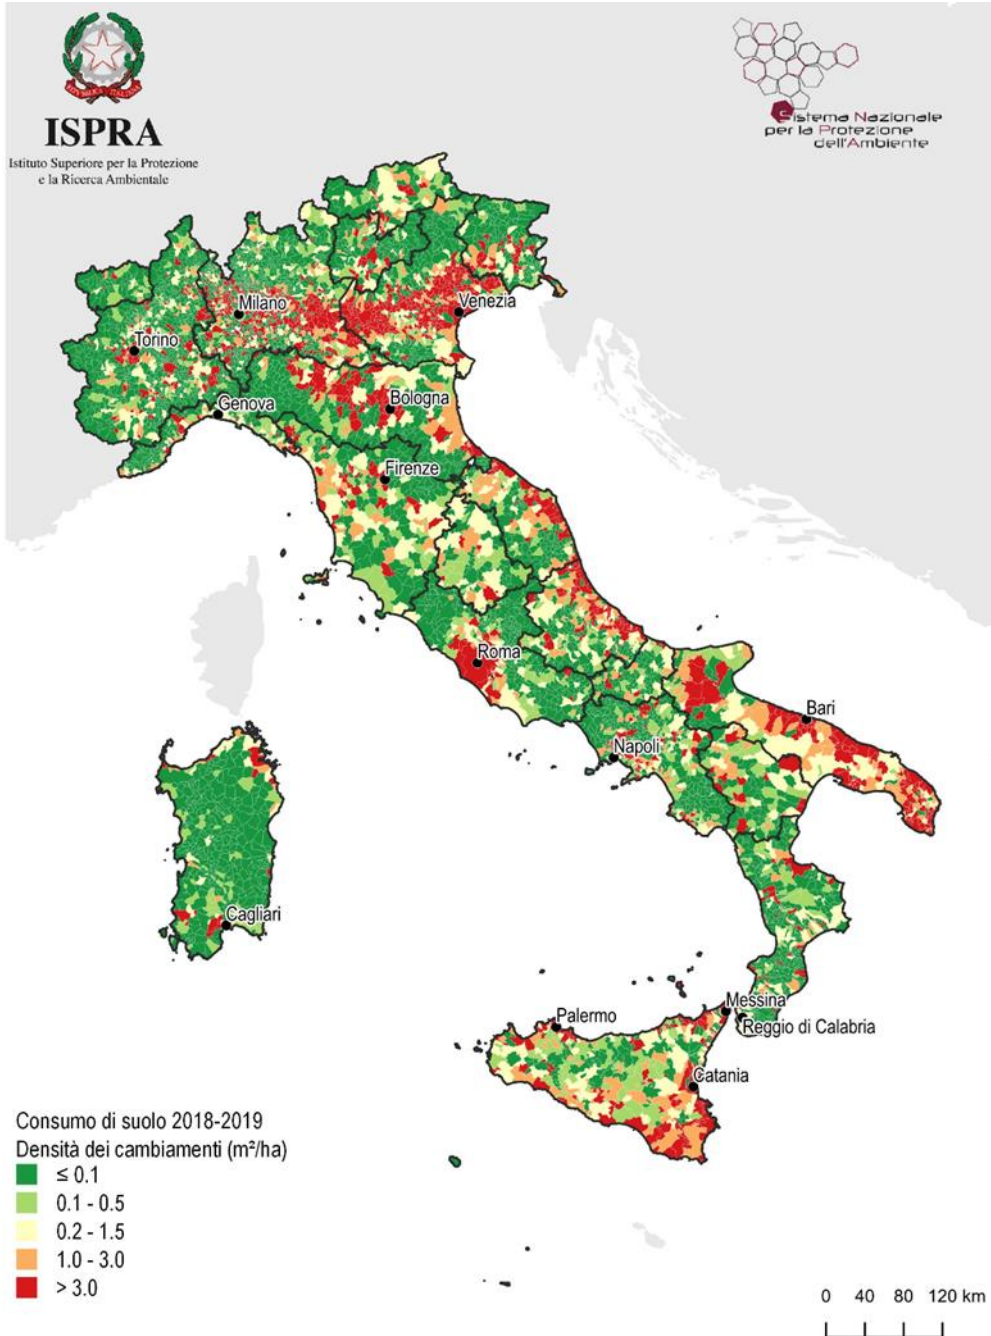 ISPRA
Istituto Superiore per la Protezione
e la Ricerca Ambientale
Sistema Nazionale
per la Protezione
dell'Ambiente
Milano
Venezia
Torino
Bologna
Genova
Firenze
Roma
Bari
Napoli
Cagliari
Messina
Palermo
Reggio di Calabria
Catania
Consumo di suolo 2018-2019
Densità dei cambiamenti (m²/ha)
≤ 0.1
0.1 - 0.5
0.2 - 1.5
1.0 - 3.0
> 3.0
0 40 80 120 km